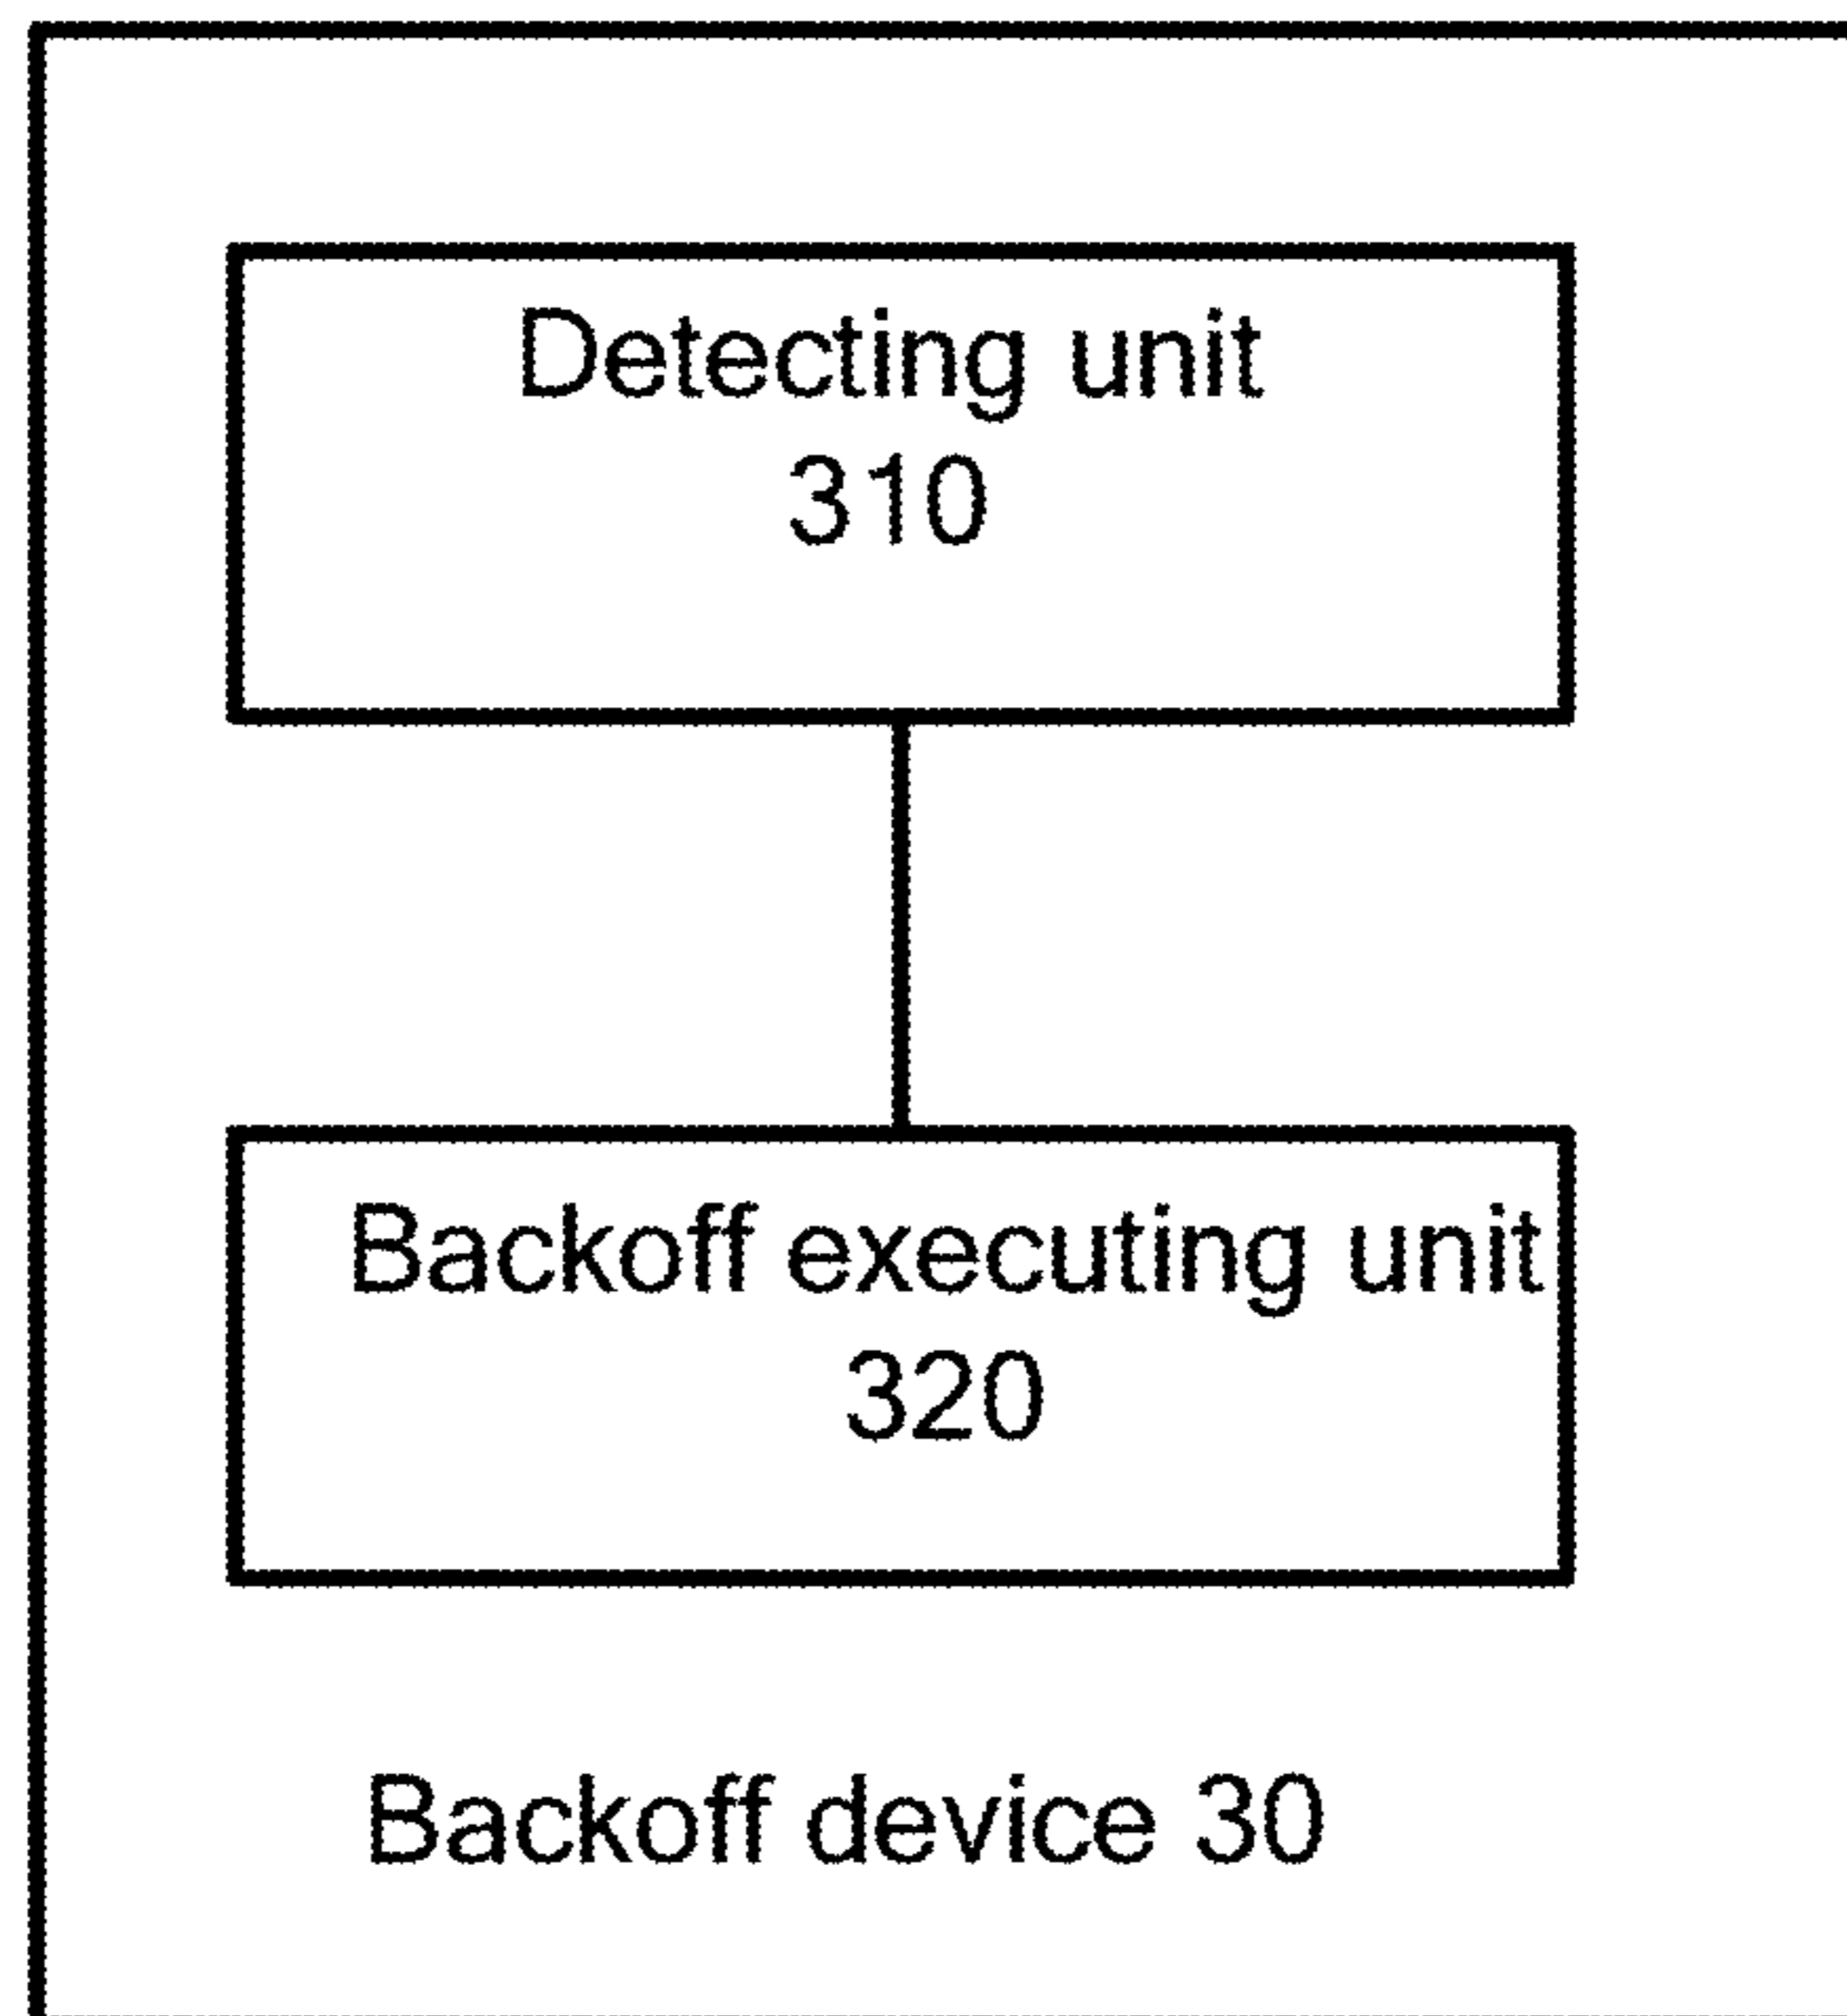 Detecting unit
310
Backoff executing unit
320
Backoff device 30